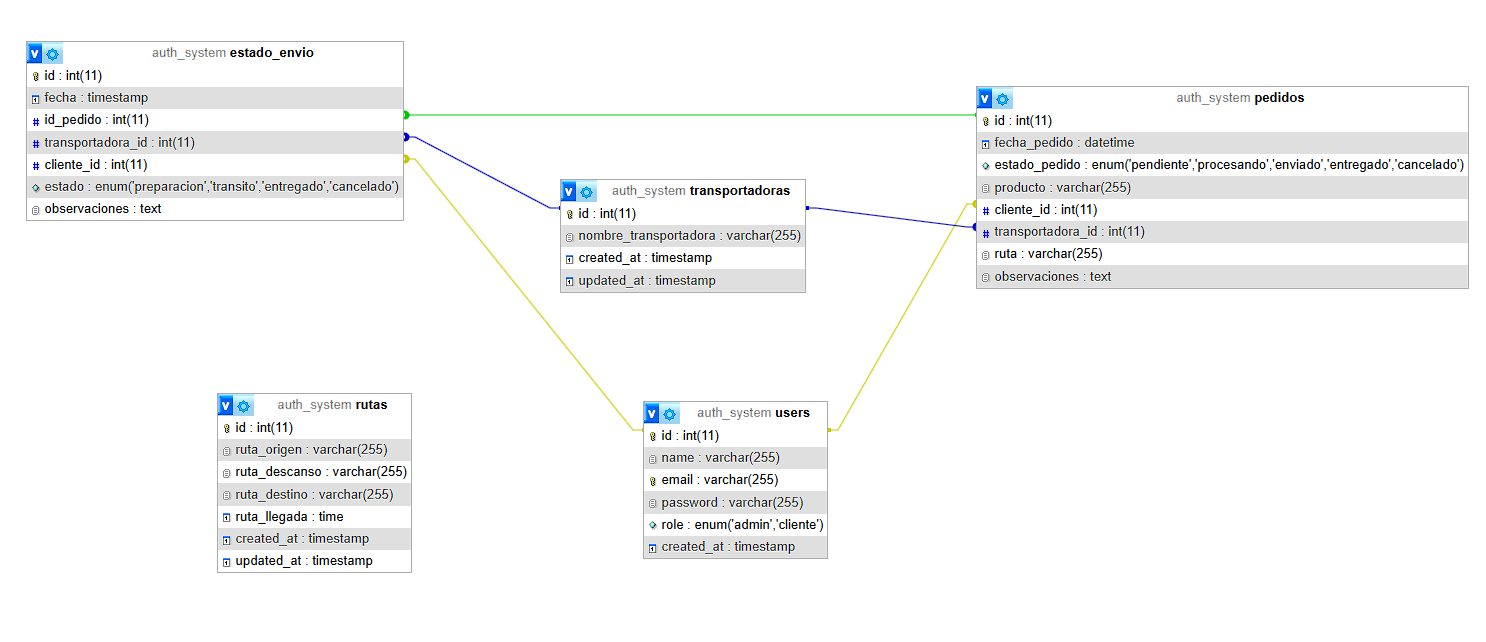 auth_system estado_envio
id : int(11)
fecha : timestamp
id_pedido : int(11)
transportadora_id : int(11)
cliente_id : int(11)
estado : enum('preparacion','transito','entregado','cancelado')
observaciones : text
auth_system pedidos
id : int(11)
fecha_pedido : datetime
estado_pedido : enum('pendiente','procesando','enviado','entregado','cancelado')
producto : varchar(255)
cliente_id : int(11)
transportadora_id : int(11)
ruta : varchar(255)
observaciones : text
auth_system transportadoras
id : int(11)
nombre_transportadora : varchar(255)
created_at : timestamp
updated_at : timestamp
auth_system rutas
id : int(11)
ruta_origen : varchar(255)
ruta_descanso : varchar(255)
ruta_destino : varchar(255)
ruta_llegada : time
created_at : timestamp
updated_at : timestamp
auth_system users
id : int(11)
name : varchar(255)
email : varchar(255)
password : varchar(255)
role : enum('admin','cliente')
created_at : timestamp